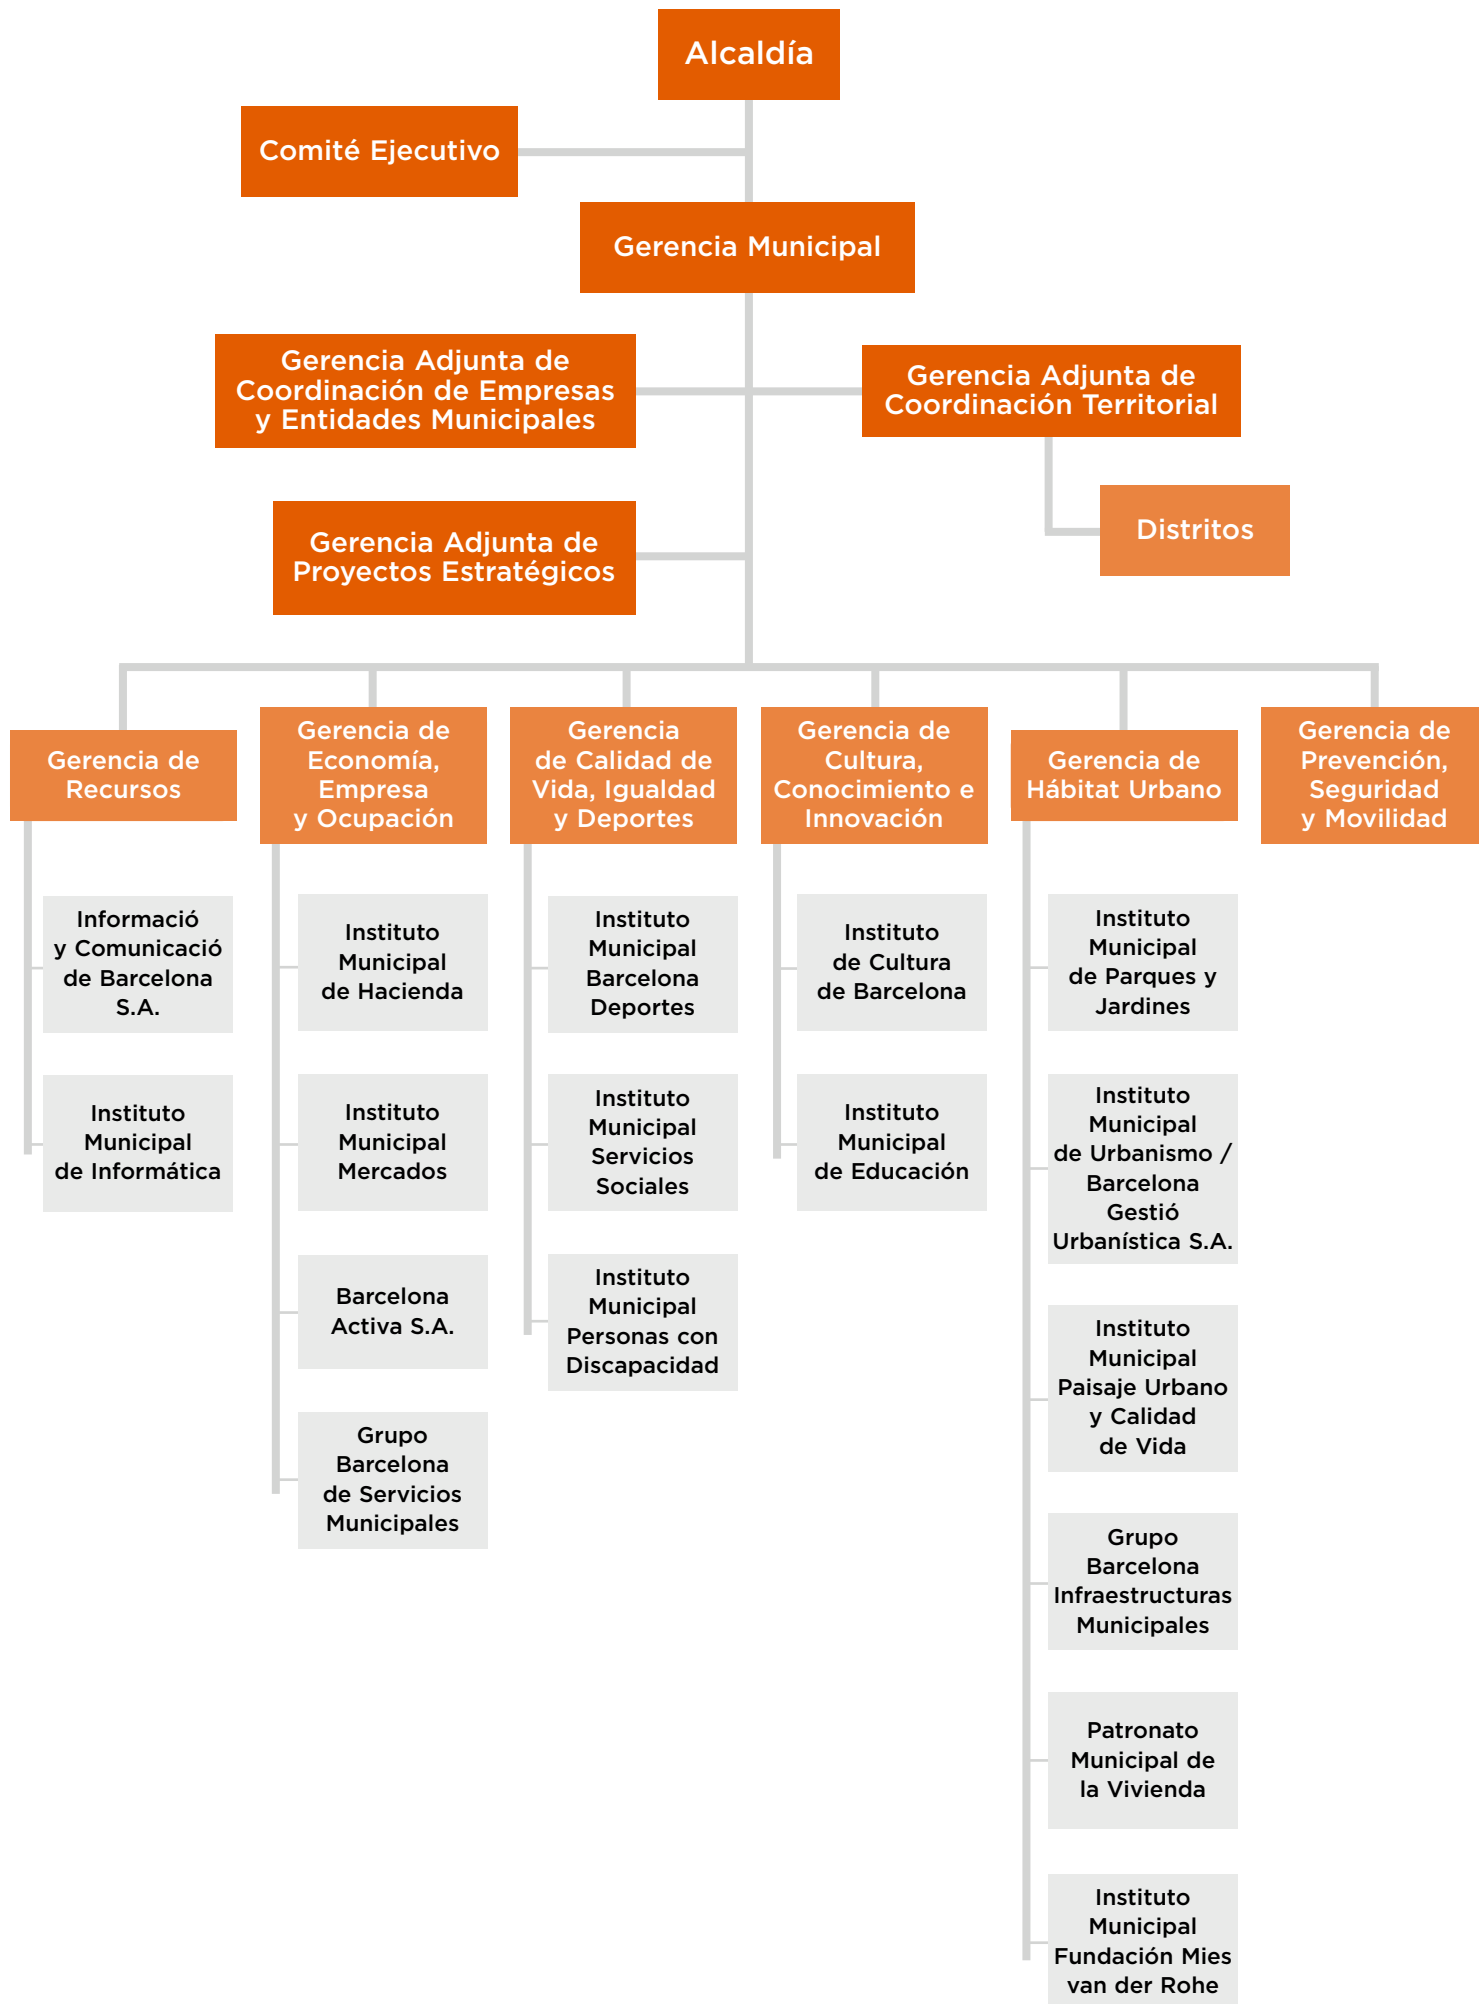 Alcaldía
Comité Ejecutivo
Gerencia Municipal
Gerencia Adjunta de
Coordinación de Empresas
y Entidades Municipales
Gerencia Adjunta de
Coordinación Territorial
Distritos
Gerencia Adjunta de
Proyectos Estratégicos
Gerencia de
Recursos
Gerencia de
Economía,
Empresa
y Ocupación
Gerencia
de Calidad de
Vida, Igualdad
y Deportes
Gerencia de
Cultura,
Conocimiento e
Innovación
Gerencia de
Hábitat Urbano
Gerencia de
Prevención,
Seguridad
y Movilidad
Informació
y Comunicació
de Barcelona
S.A.
Instituto
Municipal
de Informática
Instituto
Municipal
de Hacienda
Instituto
Municipal
Mercados
Barcelona
Activa S.A.
Grupo
Barcelona
de Servicios
Municipales
Instituto
Municipal
Barcelona
Deportes
Instituto
Municipal
Servicios
Sociales
Instituto
Municipal
Personas con
Discapacidad
Instituto
de Cultura
de Barcelona
Instituto
Municipal
de Educación
Instituto
Municipal
de Parques y
Jardines
Instituto
Municipal
de Urbanismo /
Barcelona
Gestió
Urbanística S.A.
Instituto
Municipal
Paisaje Urbano
y Calidad
de Vida
Grupo
Barcelona
Infraestructuras
Municipales
Patronato
Municipal de
la Vivienda
Instituto
Municipal
Fundación Mies
van der Rohe